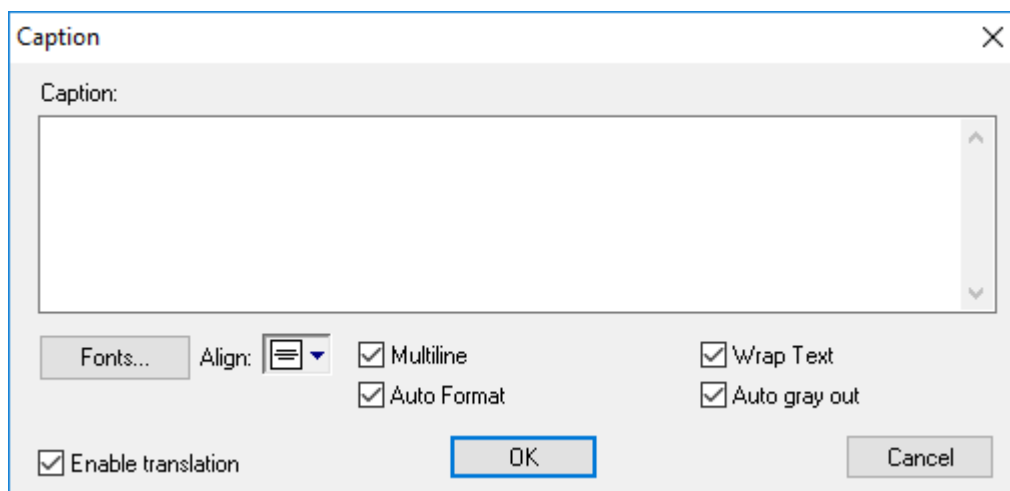 Caption
Caption:
Fonts... Align: Multiline Wrap Text
Auto Format Auto gray out
Enable translation OK Cancel